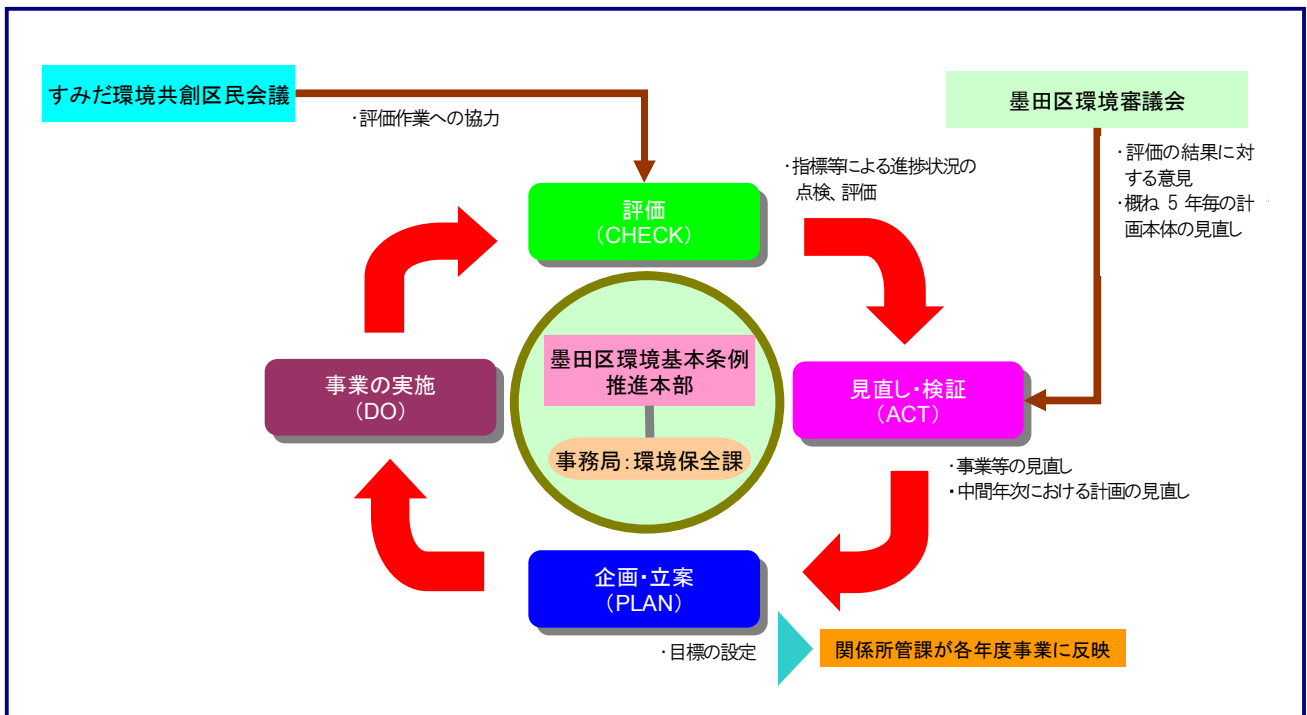 すみだ環境共創区民会議
・評価作業への協力
墨田区環境審議会
・評価の結果に対
する意見
・概ね 5 年毎の計
画本体の見直し
評価
（CHECK）
・指標等による進捗状況の
点検、評価
墨田区環境基本条例
推進本部
事務局：環境保全課
事業の実施
（DO）
見直し・検証
（ACT）
・事業等の見直し
・中間年次における計画の見直し
企画・立案
（PLAN）
・目標の設定
関係所管課が各年度事業に反映